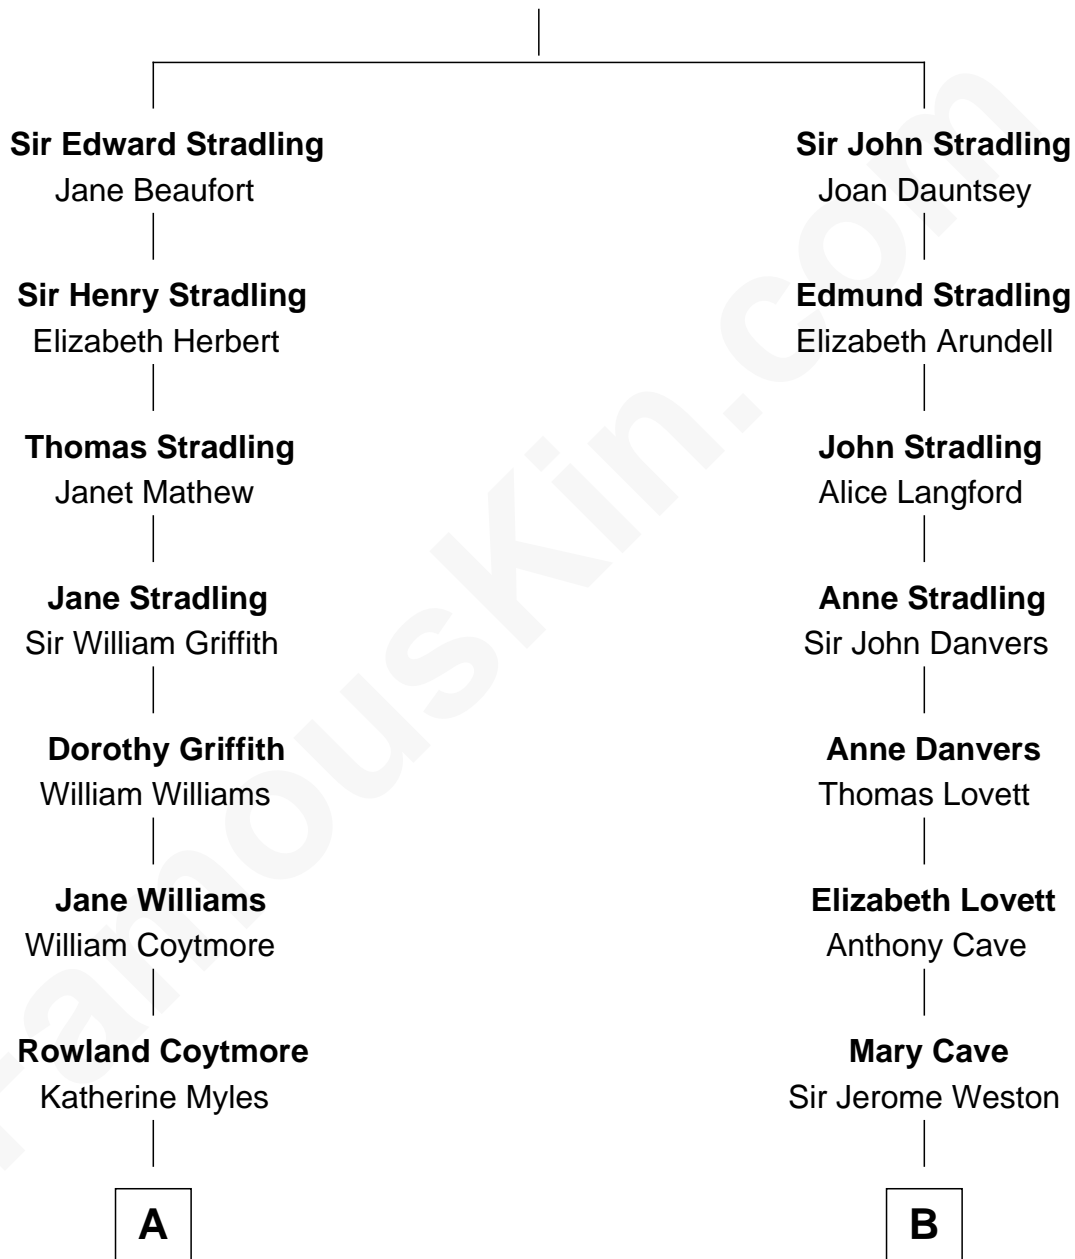 Sir Edward Stradling
Jane Beaufort
Sir Henry Stradling
Elizabeth Herbert
Thomas Stradling
Janet Mathew
Jane Stradling
Sir William Griffith
Dorothy Griffith
William Williams
Jane Williams
William Coytmore
Rowland Coytmore
Katherine Myles
A
Sir John Stradling
Joan Dauntsey
Edmund Stradling
Elizabeth Arundell
John Stradling
Alice Langford
Anne Stradling
Sir John Danvers
Anne Danvers
Thomas Lovett
Elizabeth Lovett
Anthony Cave
Mary Cave
Sir Jerome Weston
B
FamousKin.com